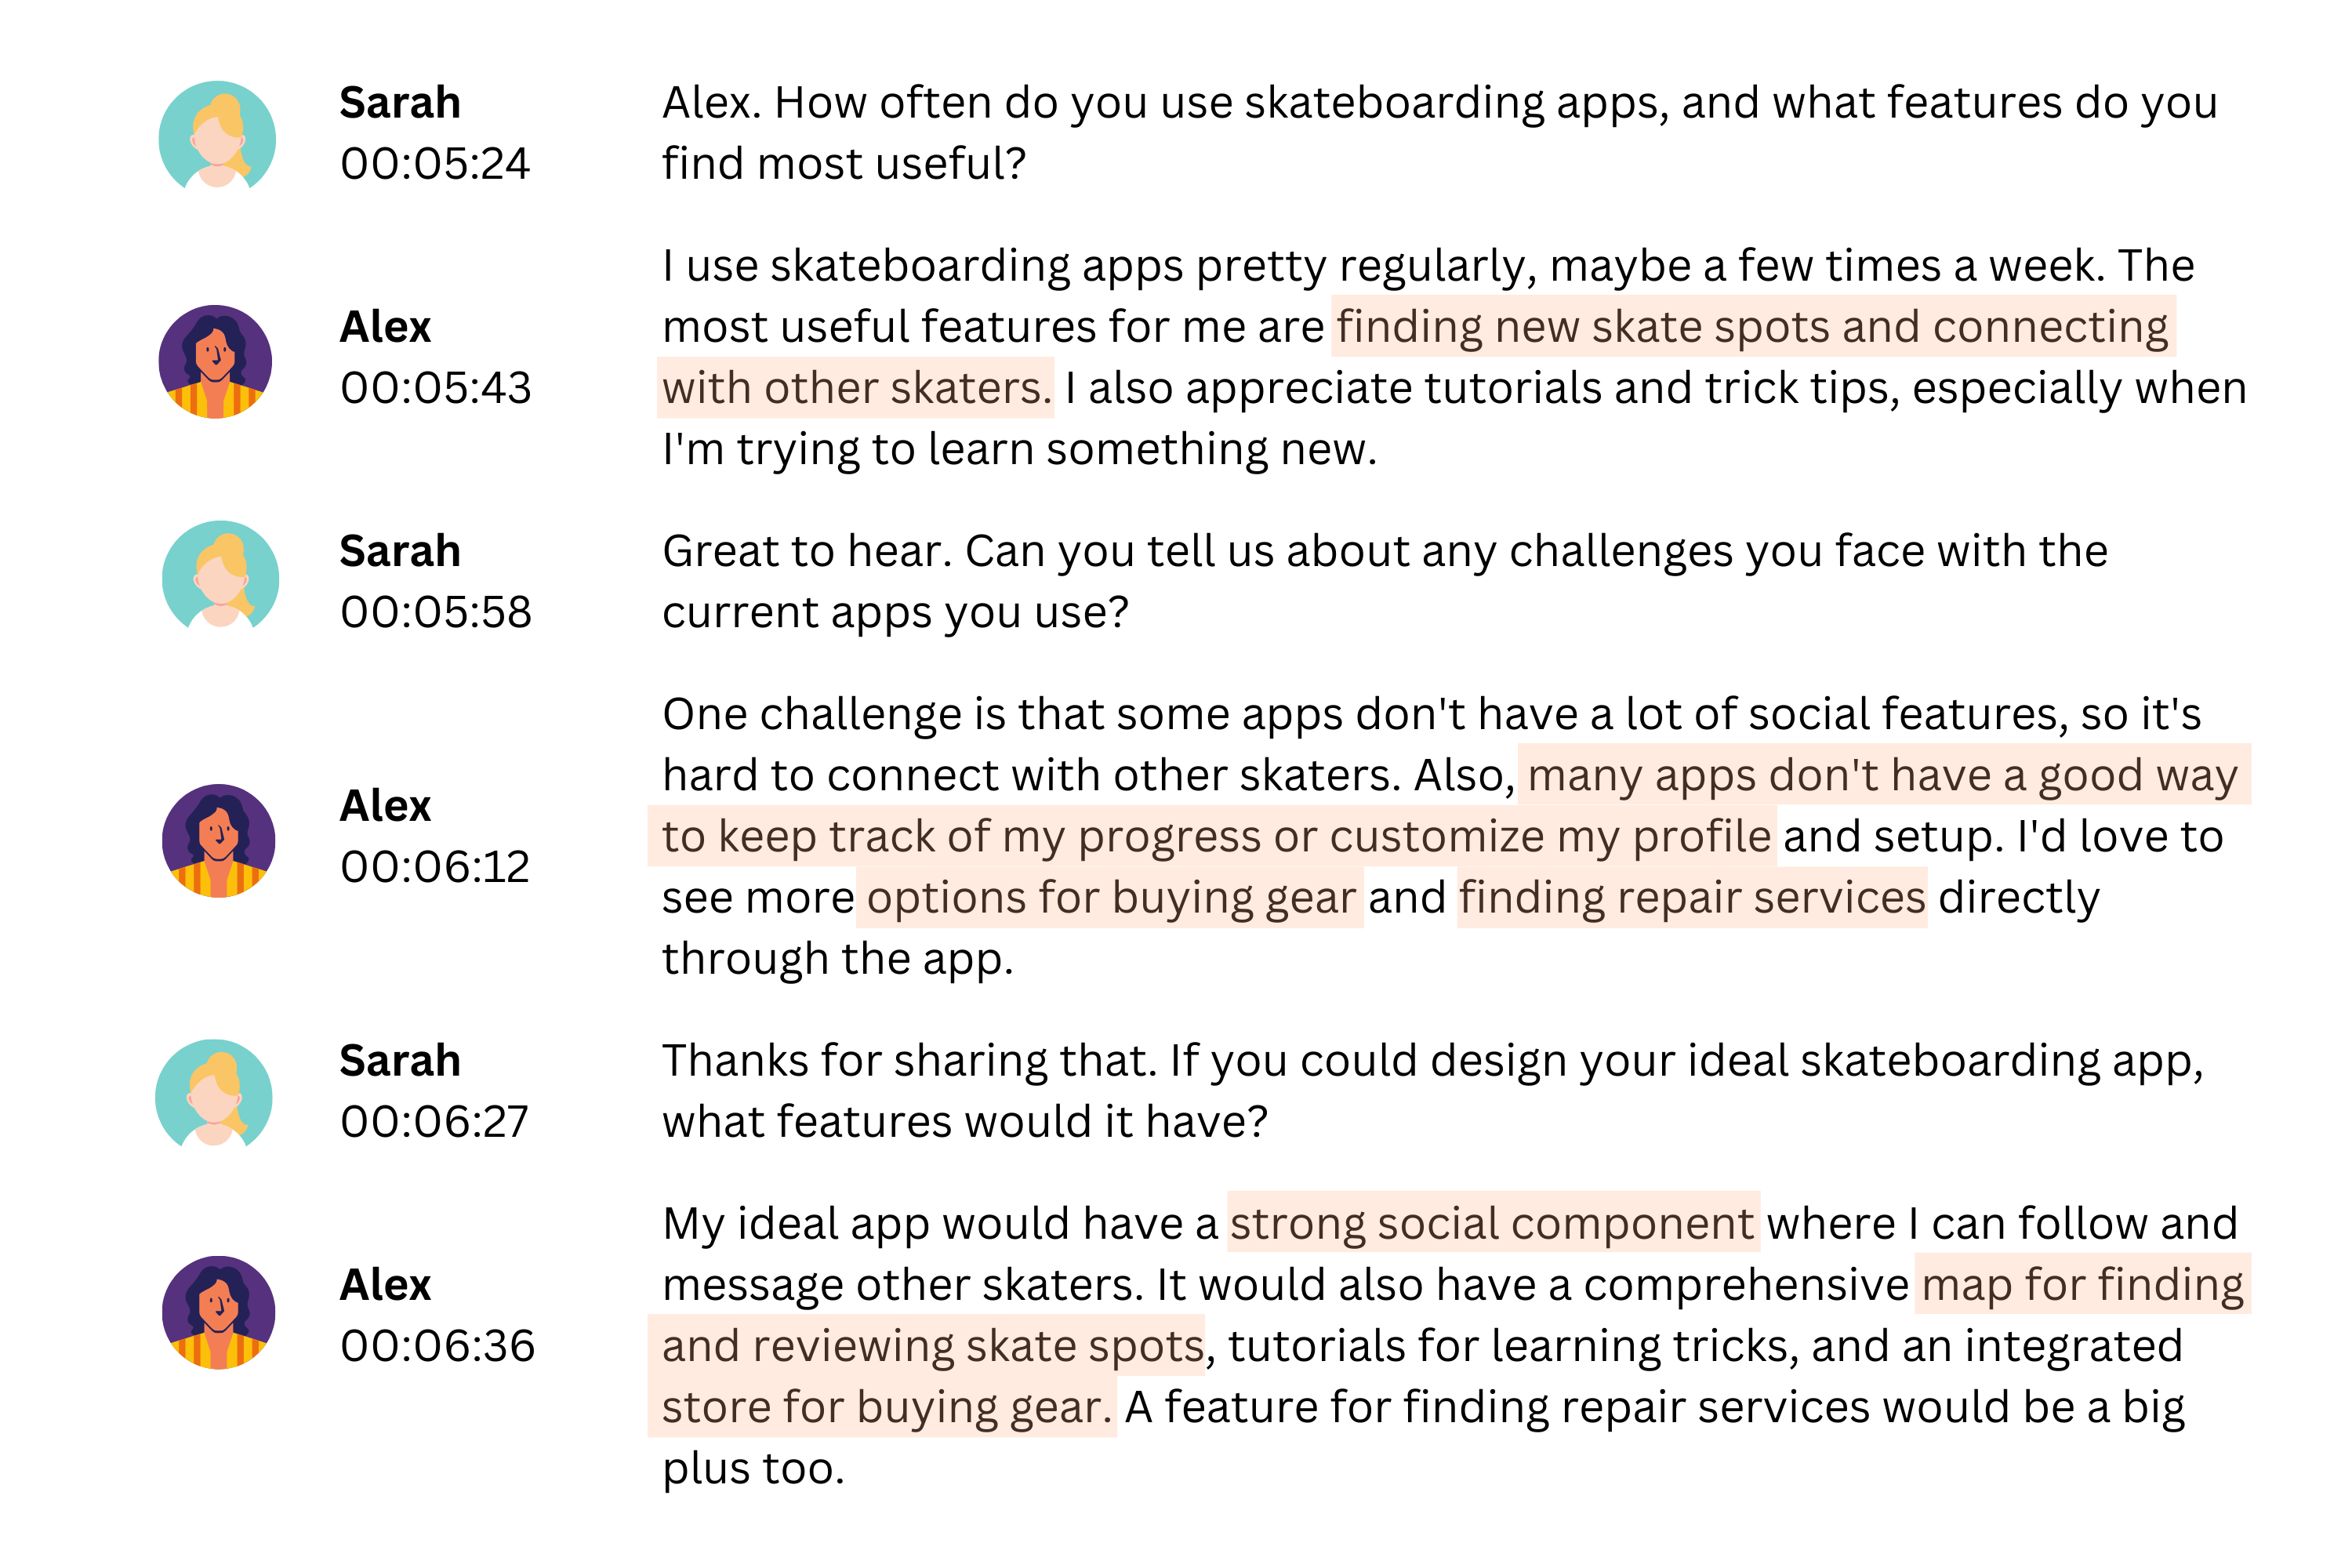 Sarah
00:05:24
Alex. How often do you use skateboarding apps, and what features do you
find most useful?
Alex
00:05:43
I use skateboarding apps pretty regularly, maybe a few times a week. The
most useful features for me are finding new skate spots and connecting
with other skaters. I also appreciate tutorials and trick tips, especially when
I'm trying to learn something new.
Sarah
00:05:58
Great to hear. Can you tell us about any challenges you face with the
current apps you use?
Alex
00:06:12
One challenge is that some apps don't have a lot of social features, so it's
hard to connect with other skaters. Also, many apps don't have a good way
to keep track of my progress or customize my profile and setup. I'd love to
see more options for buying gear and finding repair services directly
through the app.
Sarah
00:06:27
Thanks for sharing that. If you could design your ideal skateboarding app,
what features would it have?
Alex
00:06:36
My ideal app would have a strong social component where I can follow and
message other skaters. It would also have a comprehensive map for finding
and reviewing skate spots, tutorials for learning tricks, and an integrated
store for buying gear. A feature for finding repair services would be a big
plus too.